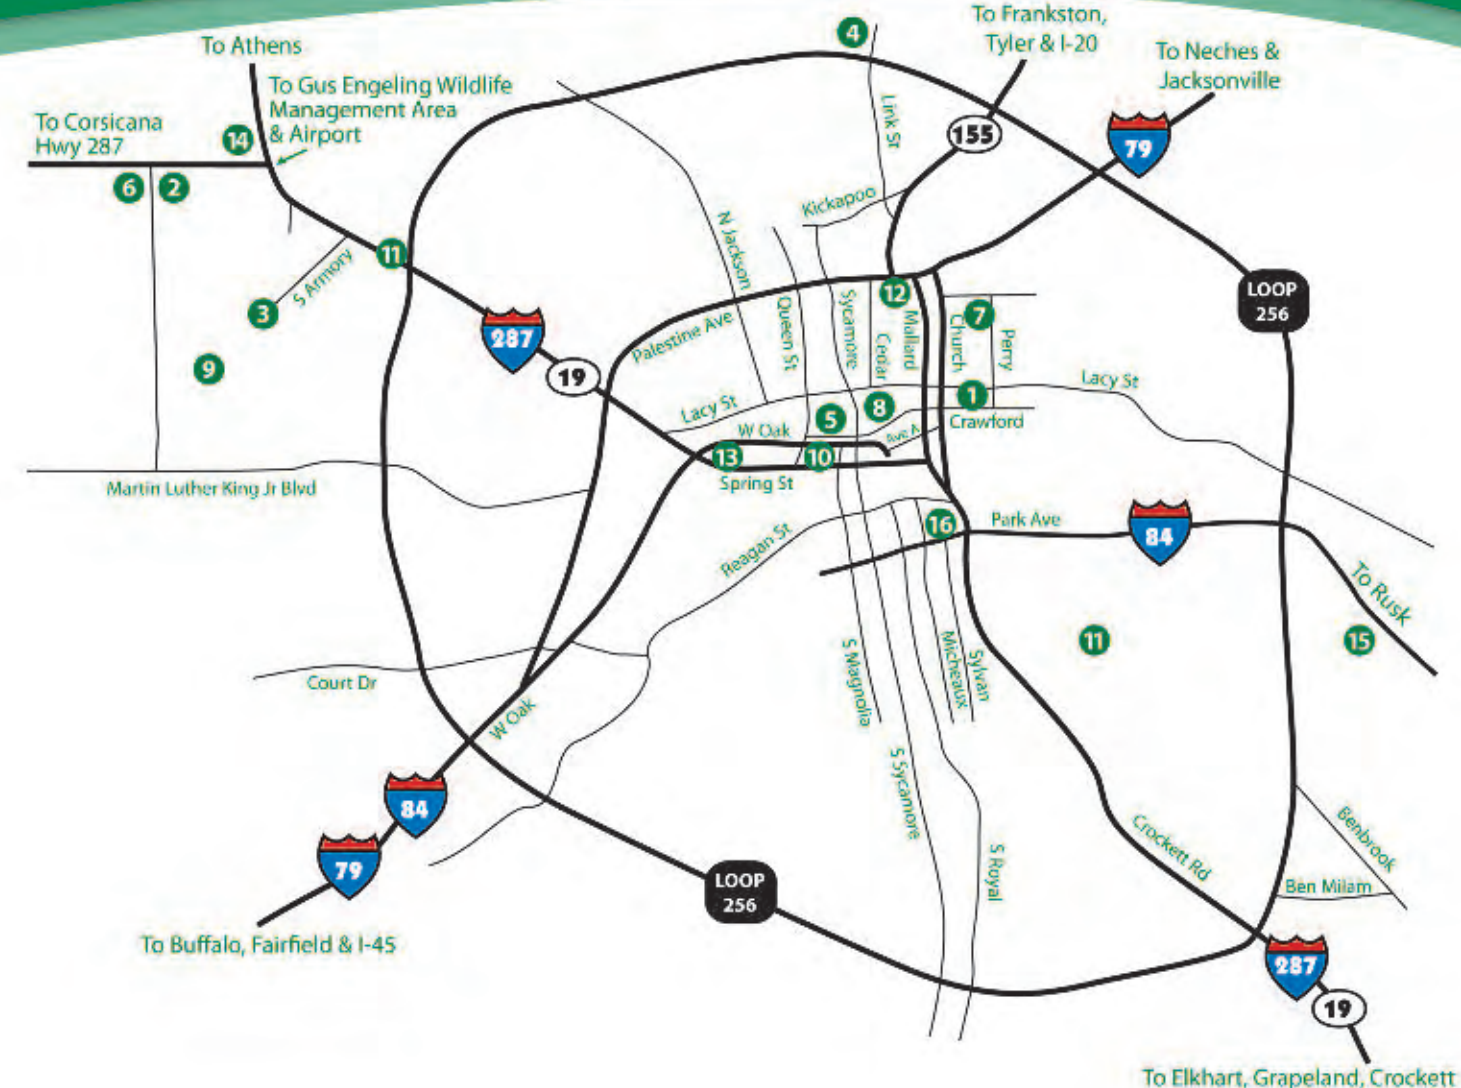 To Frankston,
Tyler & I-20
4
To Athens
To Neches &
Jacksonville
To Gus Engeling Wildlife
Management Area
& Airport
To Corsicana
Hwy 287
14
Link St
155
79
6
2
Kickapoo
N Jackson
11
S Armory
3
287
19
9
Palestine Ave
Queen St
Sycamore
Cedar
12
Mallard
Church
7
Perry
LOOP
256
Lacy St
Lacy St
1
8
5
W Oak
Ave A
Crawford
13
10
Spring St
Martin Luther King Jr Blvd
Reagan St
16
Park Ave
84
To Rusk
11
15
S Magnolia
Micheaux
Sylvan
Court Dr
W Oak
84
79
S Sycamore
S Royal
Crockett Rd
Benbrook
Ben Milam
LOOP
256
To Buffalo, Fairfield & I-45
287
19
To Elkhart, Grapeland, Crockett